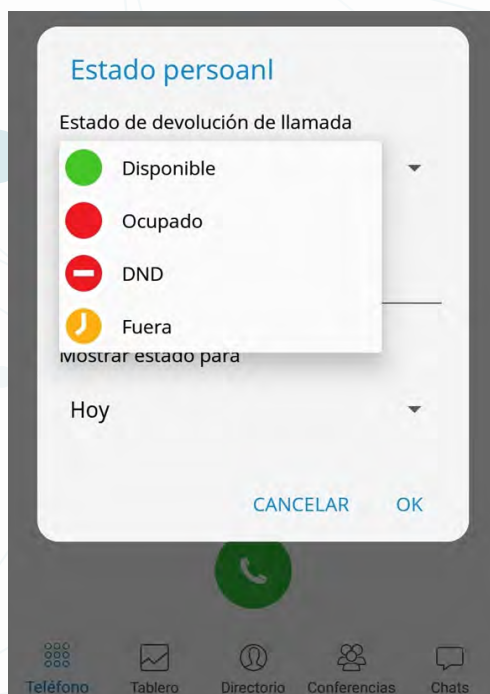 Estado persoanl
Estado de devolución de llamada
Disponible
Ocupado
DND
Fuera
Mostrar estado para
Hoy
CANCELAR OK
Teléfono Tablero Directorio Conferencias Chats